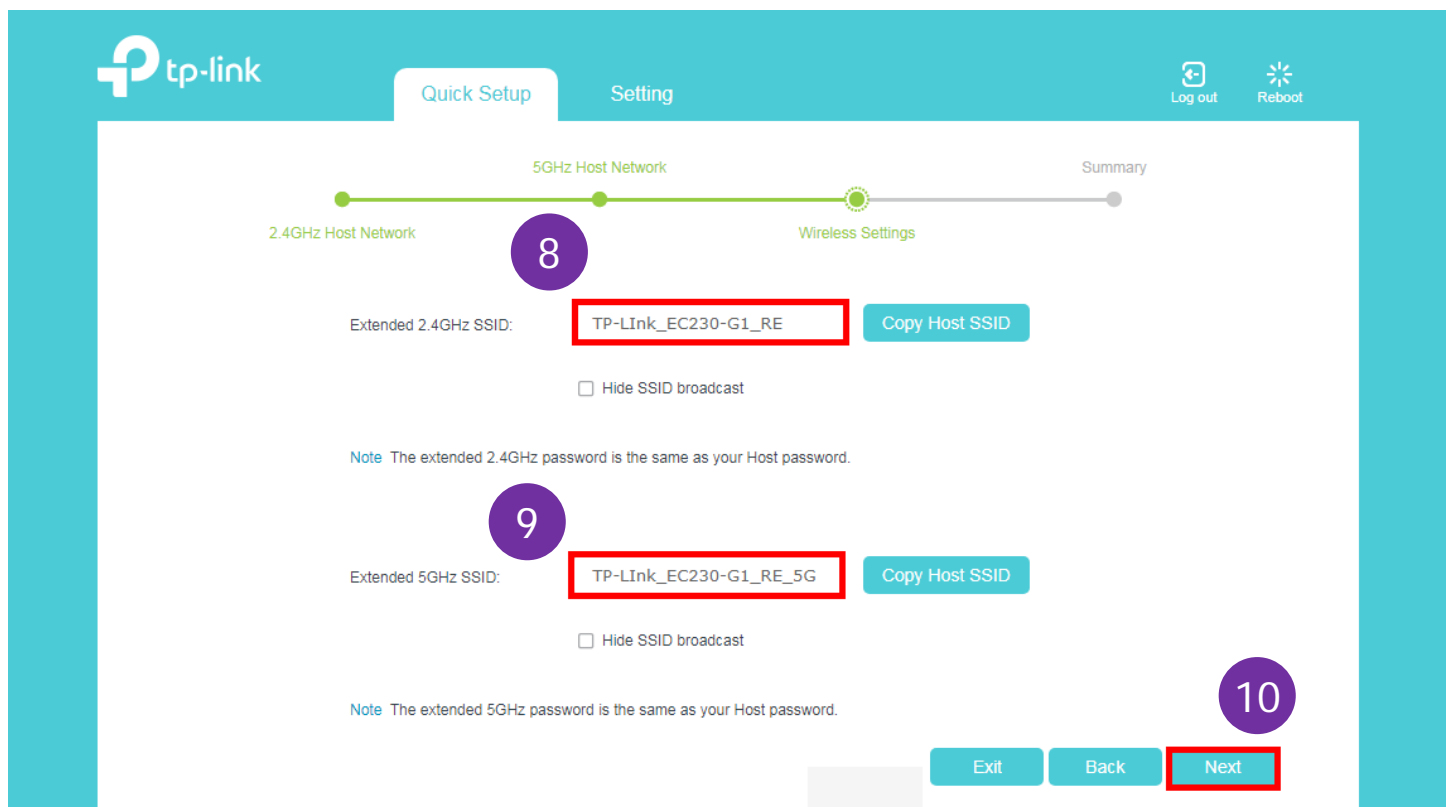 tp-link
Quick Setup Setting
Log out Reboot
5GHz Host Network Summary
2.4GHz Host Network Wireless Settings
8
Extended 2.4GHz SSID: TP-LInk_EC230-G1_RE Copy Host SSID
Hide SSID broadcast
Note The extended 2.4GHz password is the same as your Host password.
9
Extended 5GHz SSID: TP-LInk_EC230-G1_RE_5G Copy Host SSID
Hide SSID broadcast
10
Note The extended 5GHz password is the same as your Host password.
Exit Back Next